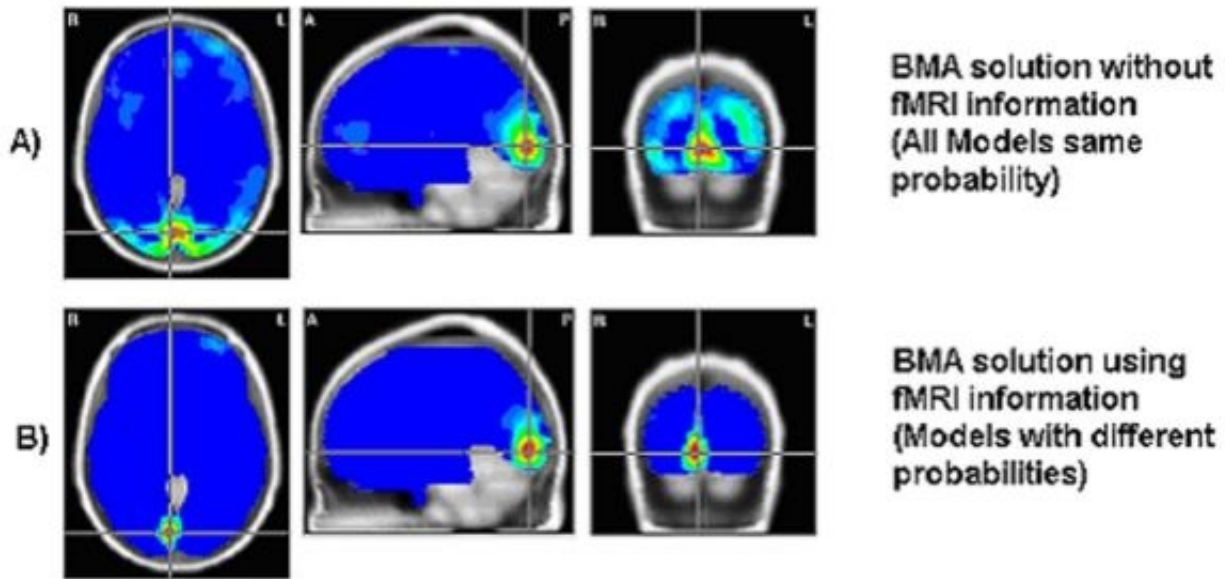 R L
A P
R L
A)
BMA solution without
fMRI information
(All Models same
probability)
R L
A P
R L
B)
BMA solution using
fMRI information
(Models with different
probabilities)